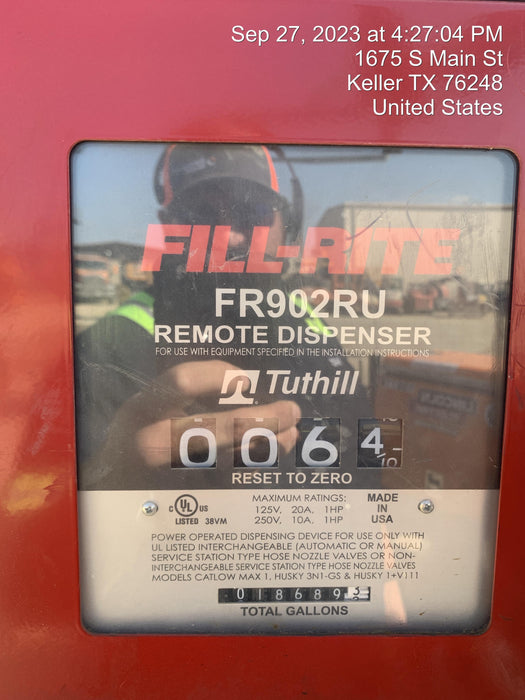 Sep 27, 2023 at 4:27:04 PM
1675 S Main St
Keller TX 76248
United States
FILL-RITE
FR902RU
REMOTE DISPENSER
FOR USE WITH EQUIPMENT SPECIFIED IN THE INSTALLATION INSTRUCTIONS
Tuthill
0 0 6 4/10
RESET TO ZERO
C UL US
LISTED 38VM
MAXIMUM RATINGS:
125V, 20A, 1HP
250V, 10A, 1HP
MADE
IN
USA
POWER OPERATED DISPENSING DEVICE FOR USE ONLY WITH
UL LISTED INTERCHANGEABLE (AUTOMATIC OR MANUAL)
SERVICE STATION TYPE HOSE NOZZLE VALVES OR NON-
INTERCHANGEABLE SERVICE STATION TYPE HOSE NOZZLE VALVES
MODELS CATLOW MAX 1, HUSKY 3N1-GS & HUSKY 1+V)11
018689
TOTAL GALLONS